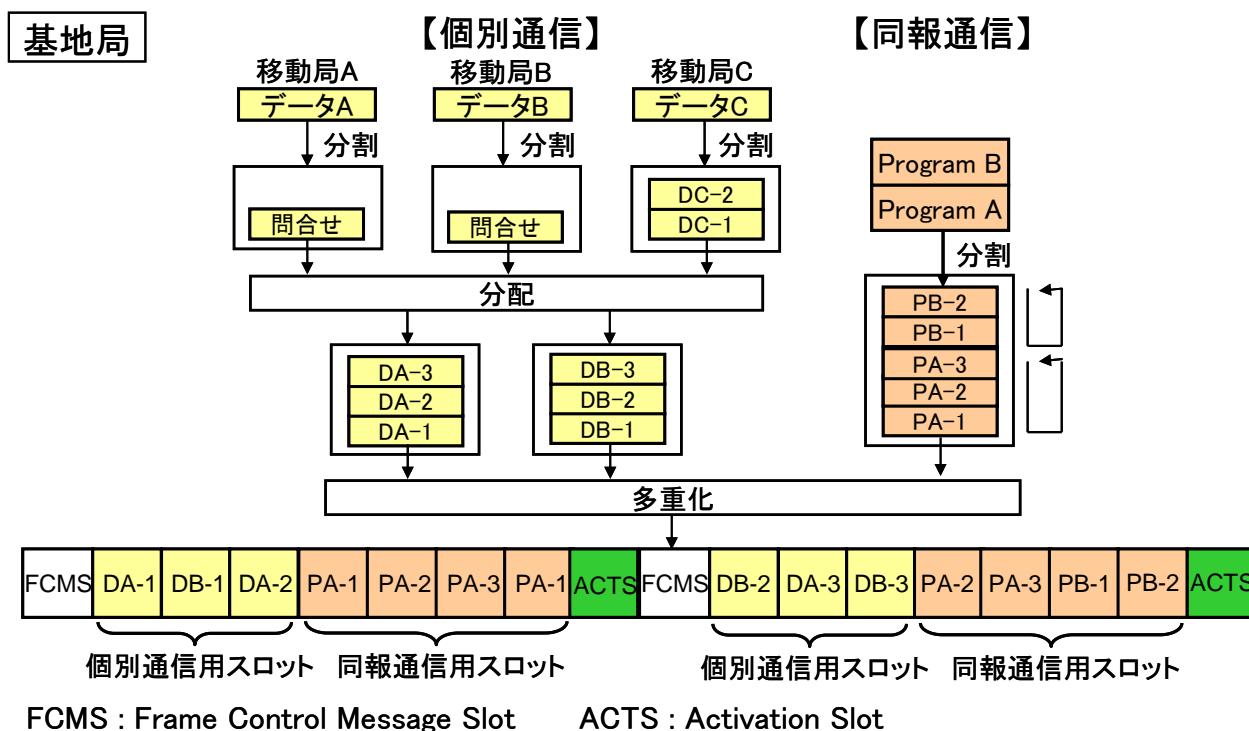 基地局
【個別通信】
【同報通信】
移動局A
移動局B
移動局C
データA
データB
データC
分割
分割
分割
問合せ
問合せ
DC-2
DC-1
Program B
Program A
分割
分配
DA-3
DA-2
DA-1
DB-3
DB-2
DB-1
PB-2
PB-1
PA-3
PA-2
PA-1
多重化
FCMS DA-1 DB-1 DA-2 PA-1 PA-2 PA-3 PA-1 ACTS FCMS DB-2 DA-3 DB-3 PA-2 PA-3 PB-1 PB-2 ACTS
個別通信用スロット 同報通信用スロット 個別通信用スロット 同報通信用スロット
FCMS : Frame Control Message Slot ACTS : Activation Slot